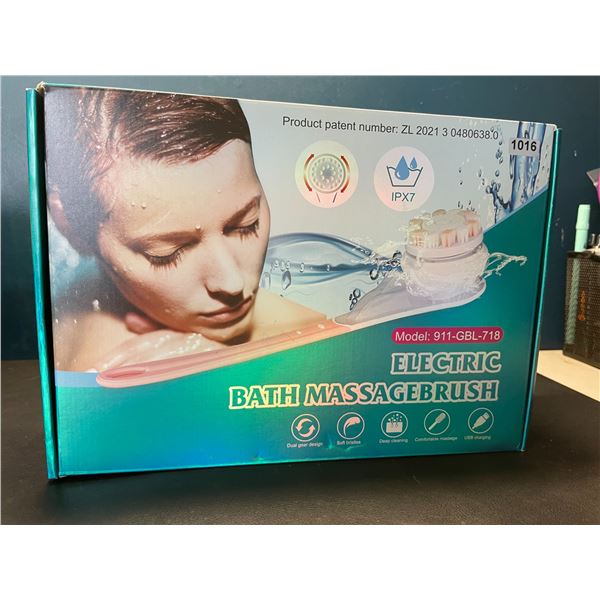 Product patent number: ZL 2021 3 0480638.0
1016
IPX7
Model: 911-GBL-718
ELECTRIC
BATH MASSAGEBRUSH
Dual gear design
Soft bristles
Deep cleaning
Comfortable massage
USB charging